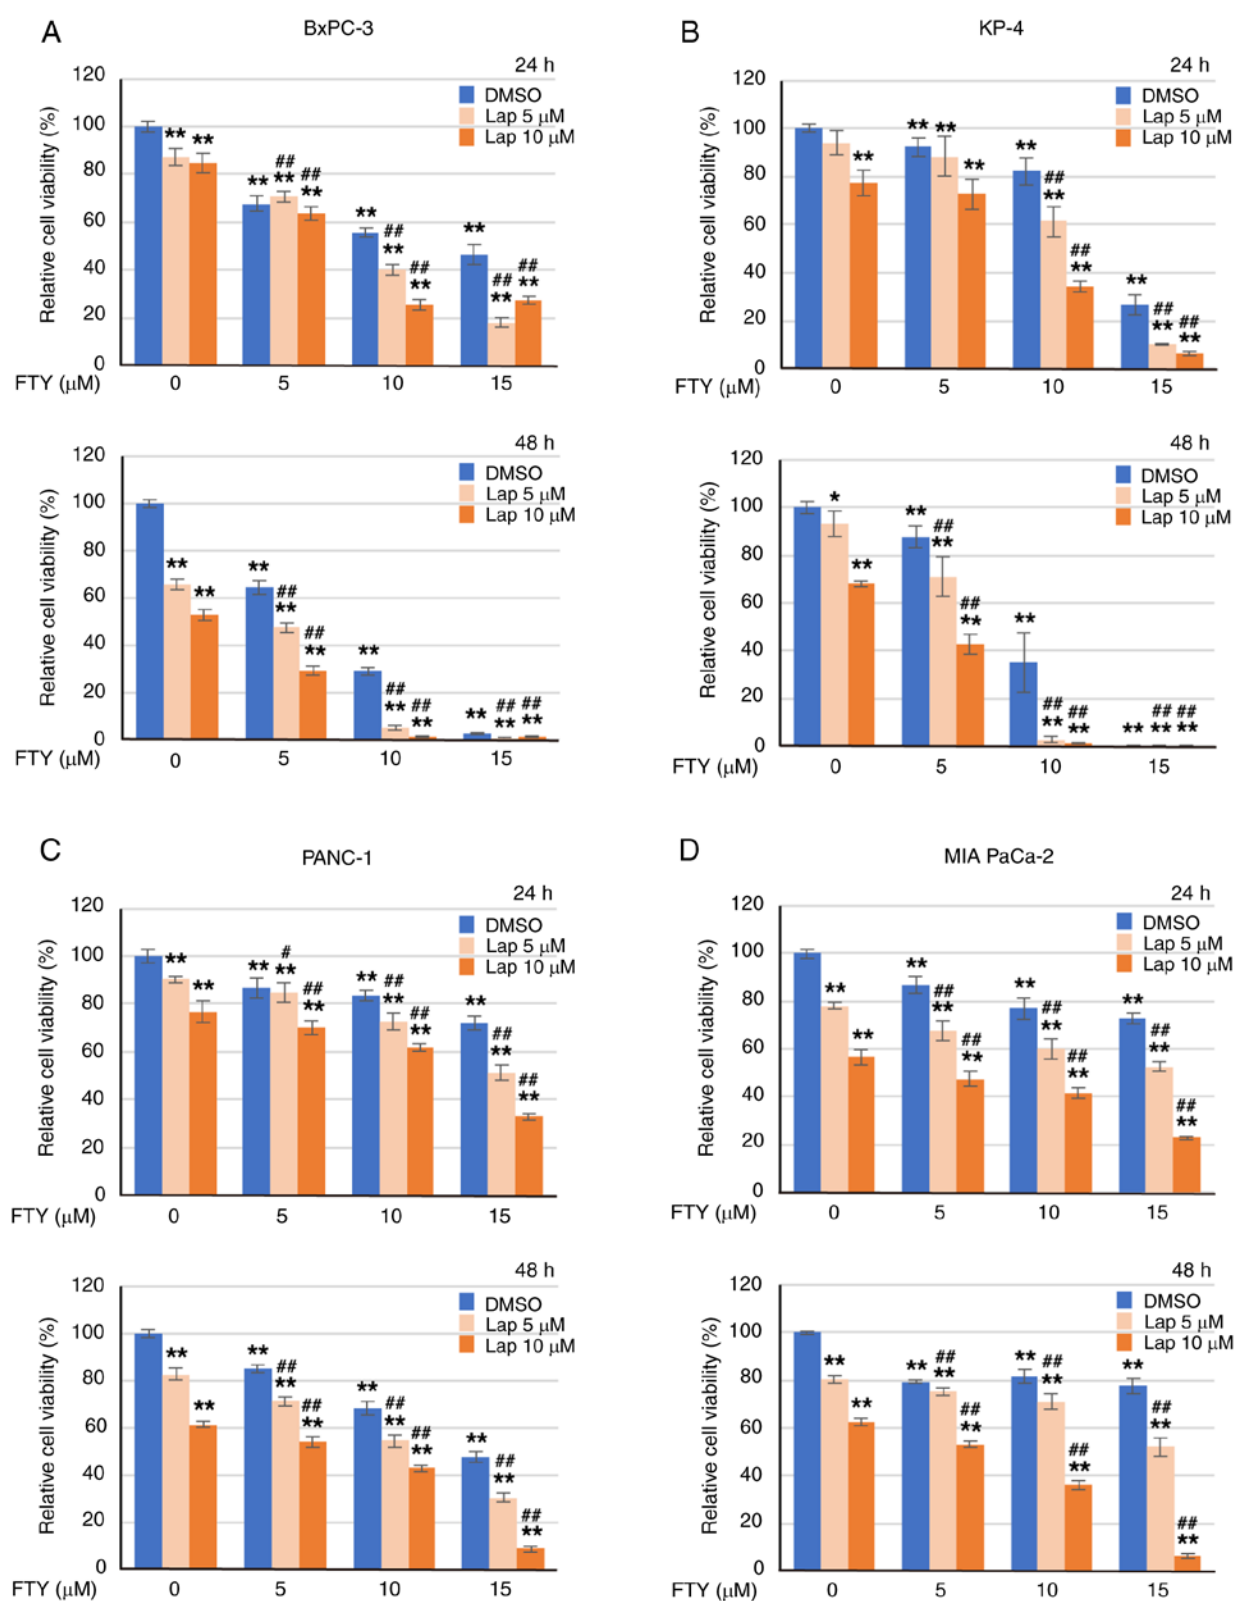 A
BxPC-3
24 h
DMSO
Lap 5 μM
Lap 10 μM
Relative cell viability (%)
120
100
80
60
40
20
0
** **
** ## ** ## **
** ## ** ## **
** ## ** ## **
FTY (μM) 0 5 10 15
48 h
DMSO
Lap 5 μM
Lap 10 μM
Relative cell viability (%)
120
100
80
60
40
20
0
** **
** ## ** ## **
** ## ** ## **
** ## ** ## **
FTY (μM) 0 5 10 15
B
KP-4
24 h
DMSO
Lap 5 μM
Lap 10 μM
Relative cell viability (%)
120
100
80
60
40
20
0
**
** ** **
** ## ** ## **
** ## ** ## **
FTY (μM) 0 5 10 15
48 h
DMSO
Lap 5 μM
Lap 10 μM
Relative cell viability (%)
120
100
80
60
40
20
0
* **
** ## ** ## **
** ## ** ## **
** ## ** ## **
FTY (μM) 0 5 10 15
C
PANC-1
24 h
DMSO
Lap 5 μM
Lap 10 μM
Relative cell viability (%)
120
100
80
60
40
20
0
** **
** # ** ## **
** ## ** ## **
** ## ** ## **
FTY (μM) 0 5 10 15
48 h
DMSO
Lap 5 μM
Lap 10 μM
Relative cell viability (%)
120
100
80
60
40
20
0
** **
** ## ** ## **
** ## ** ## **
** ## ** ## **
FTY (μM) 0 5 10 15
D
MIA PaCa-2
24 h
DMSO
Lap 5 μM
Lap 10 μM
Relative cell viability (%)
120
100
80
60
40
20
0
** **
** ## ** ## **
** ## ** ## **
** ## ** ## **
FTY (μM) 0 5 10 15
48 h
DMSO
Lap 5 μM
Lap 10 μM
Relative cell viability (%)
120
100
80
60
40
20
0
** **
** ## ** ## **
** ## ** ## **
** ## ** ## **
FTY (μM) 0 5 10 15